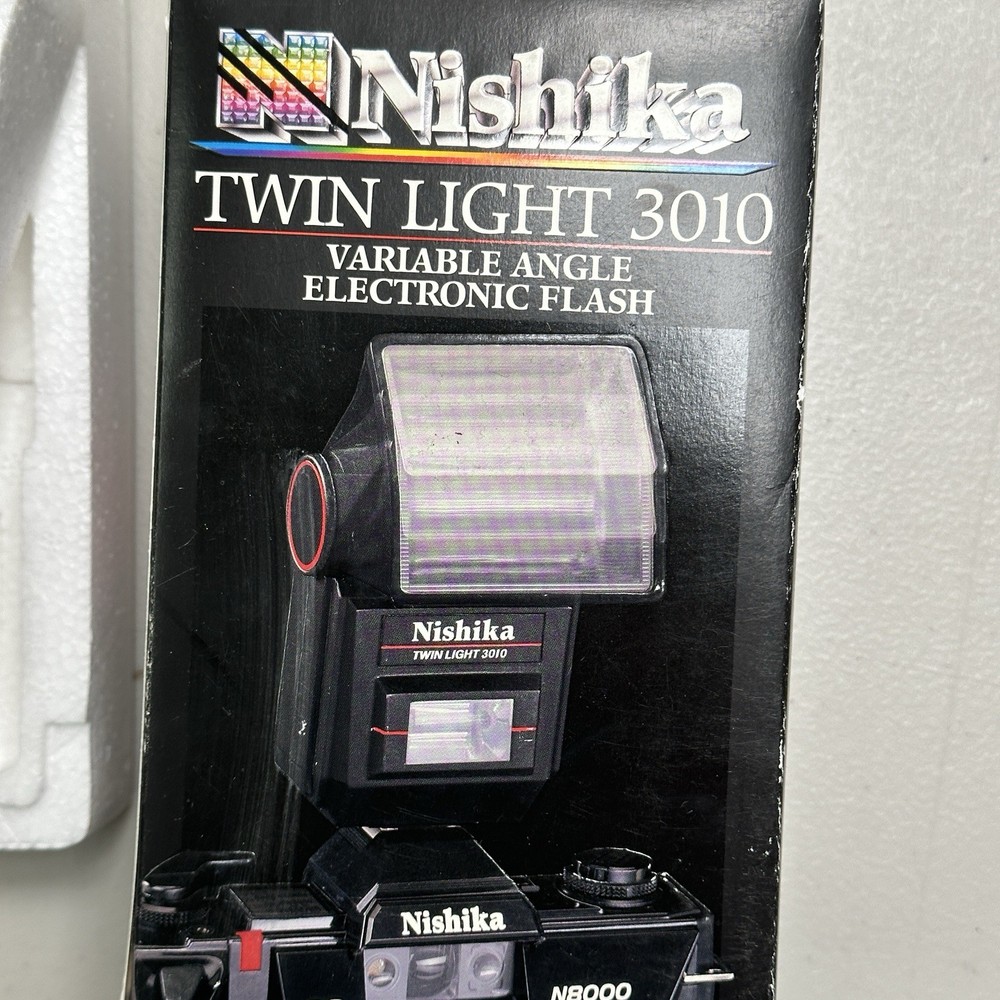 Nishika
TWIN LIGHT 3010
VARIABLE ANGLE
ELECTRONIC FLASH
Nishika
TWIN LIGHT 3010
Nishika
N8000